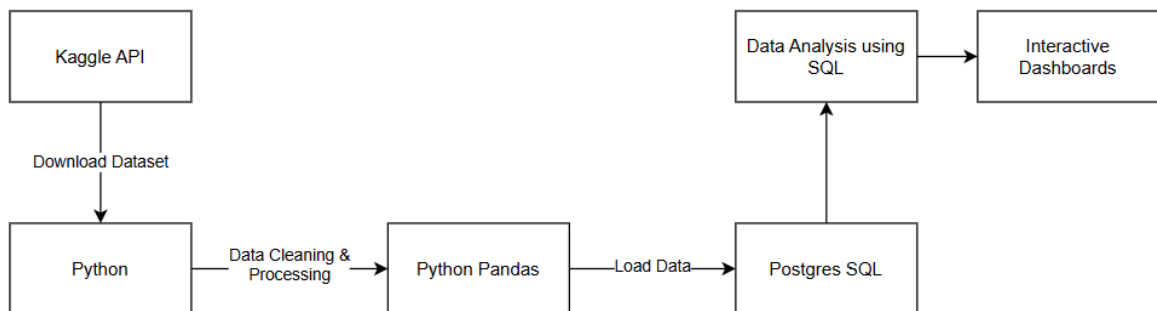 Kaggle API
Data Analysis using
SQL
Interactive
Dashboards
Download Dataset
Python
Data Cleaning &
Processing
Python Pandas
Load Data
Postgres SQL